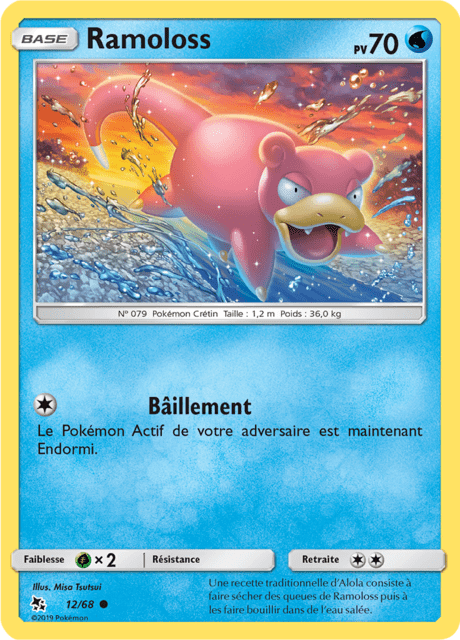 BASE Ramoloss PV70
N° 079 Pokémon Crétin Taille : 1,2 m Poids : 36,0 kg
Bâillement
Le Pokémon Actif de votre adversaire est maintenant
Endormi.
Faiblesse ×2 Résistance Retraite
Illus. Misa Tsutsui
12/68
©2019 Pokémon
Une recette traditionnelle d'Alola consiste à
faire sécher des queues de Ramoloss puis à
les faire bouillir dans de l'eau salée.